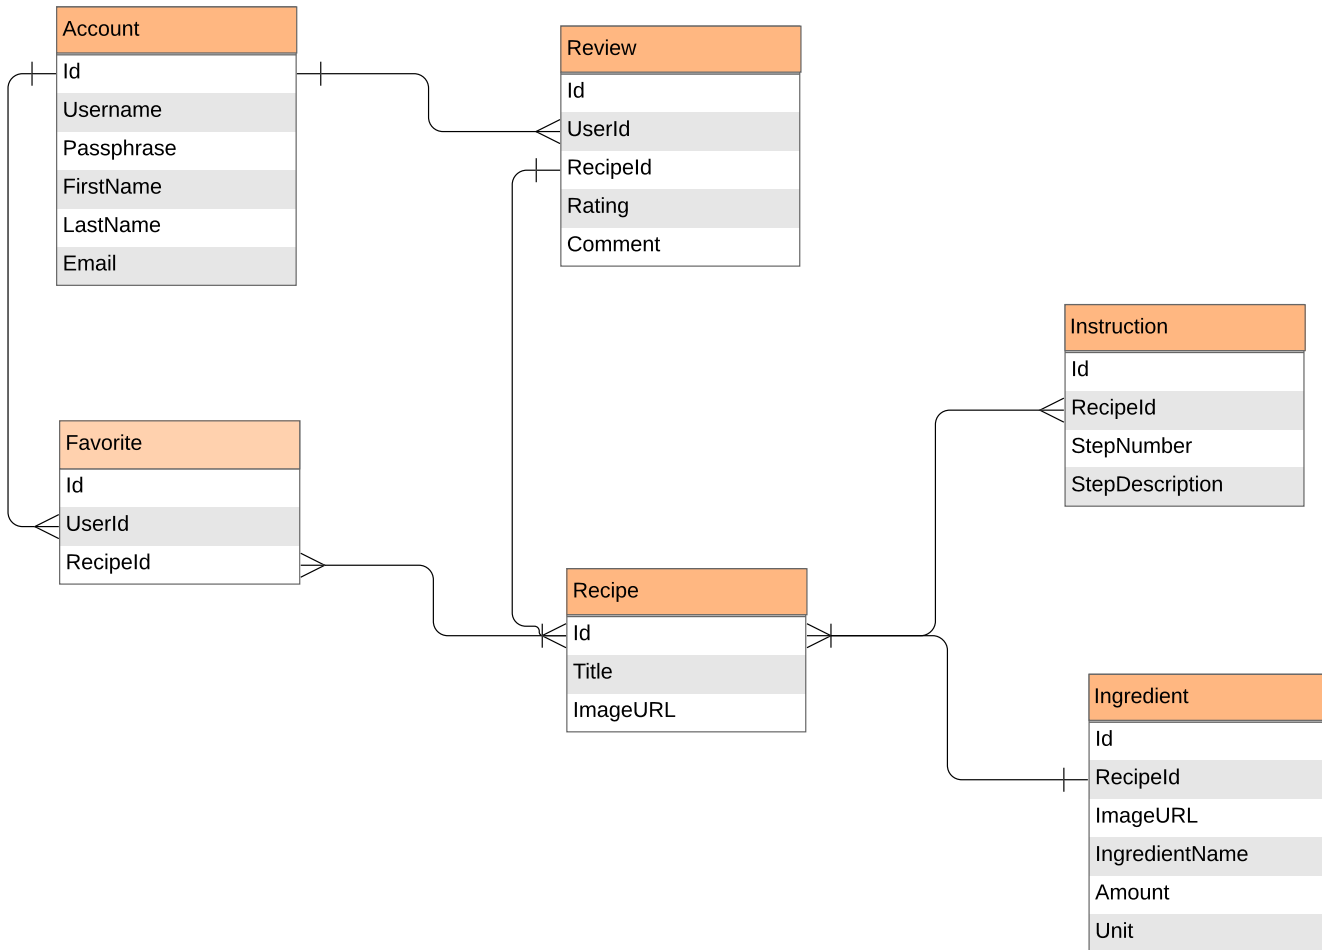 Account
Id
Username
Passphrase
FirstName
LastName
Email
Review
Id
UserId
RecipeId
Rating
Comment
Instruction
Id
RecipeId
StepNumber
StepDescription
Favorite
Id
UserId
RecipeId
Recipe
Id
Title
ImageURL
Ingredient
Id
RecipeId
ImageURL
IngredientName
Amount
Unit